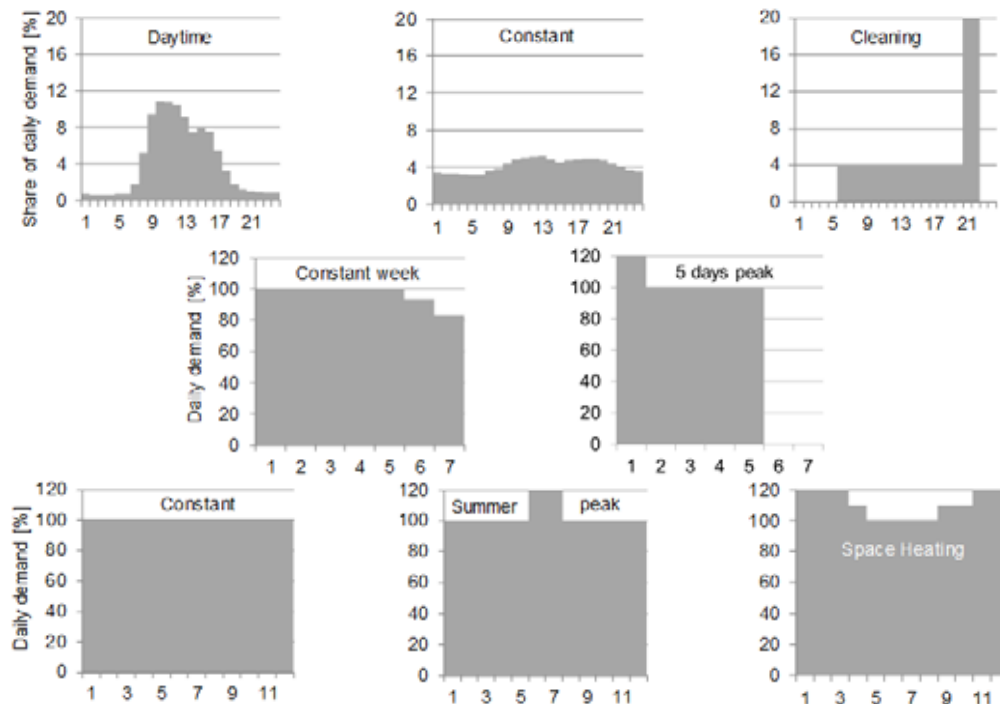 Share of daily demand [%]
20
16
12
8
4
0
Daytime
1 5 9 13 17 21
20
16
12
8
4
0
Constant
1 5 9 13 17 21
20
16
12
8
4
0
Cleaning
1 5 9 13 17 21
Daily demand [%]
120
100
80
60
40
20
0
Constant week
1 2 3 4 5 6 7
120
100
80
60
40
20
0
5 days peak
1 2 3 4 5 6 7
Daily demand [%]
120
100
80
60
40
20
0
Constant
1 3 5 7 9 11
120
100
80
60
40
20
0
Summer peak
1 3 5 7 9 11
120
100
80
60
40
20
0
Space Heating
1 3 5 7 9 11